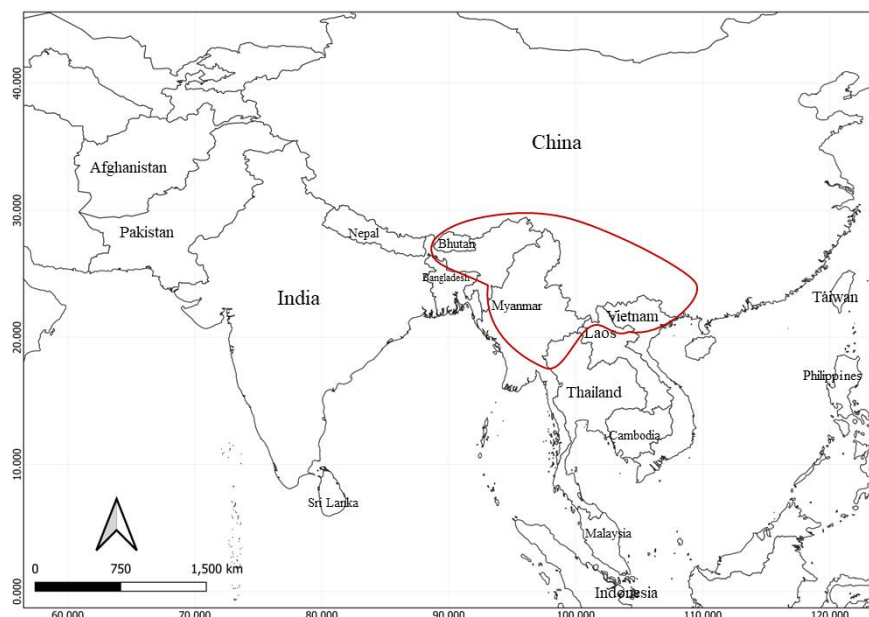 40.000
China
Afghanistan
30.000
Pakistan
Nepal
Bhutan
Bangladesh
India
Myanmar
Vietnam
Taiwan
20.000
Laos
Philippines
Thailand
Cambodia
10.000
Sri Lanka
Malaysia
0 750 1,500 km
0.000
Indonesia
60.000 70.000 80.000 90.000 100.000 110.000 120.000